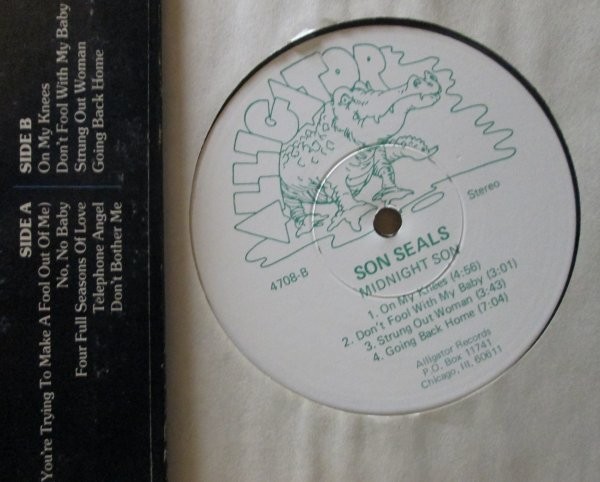 SIDE A
You're Trying To Make A Fool Out Of Me)
No, No Baby
Four Full Seasons Of Love
Telephone Angel
Don't Bother Me
SIDE B
On My Knees
Don't Fool With My Baby
Strung Out Woman
Going Back Home
ALLIGATOR
Stereo
4708-B
SON SEALS
MIDNIGHT SON
1. On My Knees (4:56)
2. Don't Fool With My Baby (3:01)
3. Strung Out Woman (3:43)
4. Going Back Home (7:04)
Alligator Records
P.O. Box 11741
Chicago, Ill. 60611